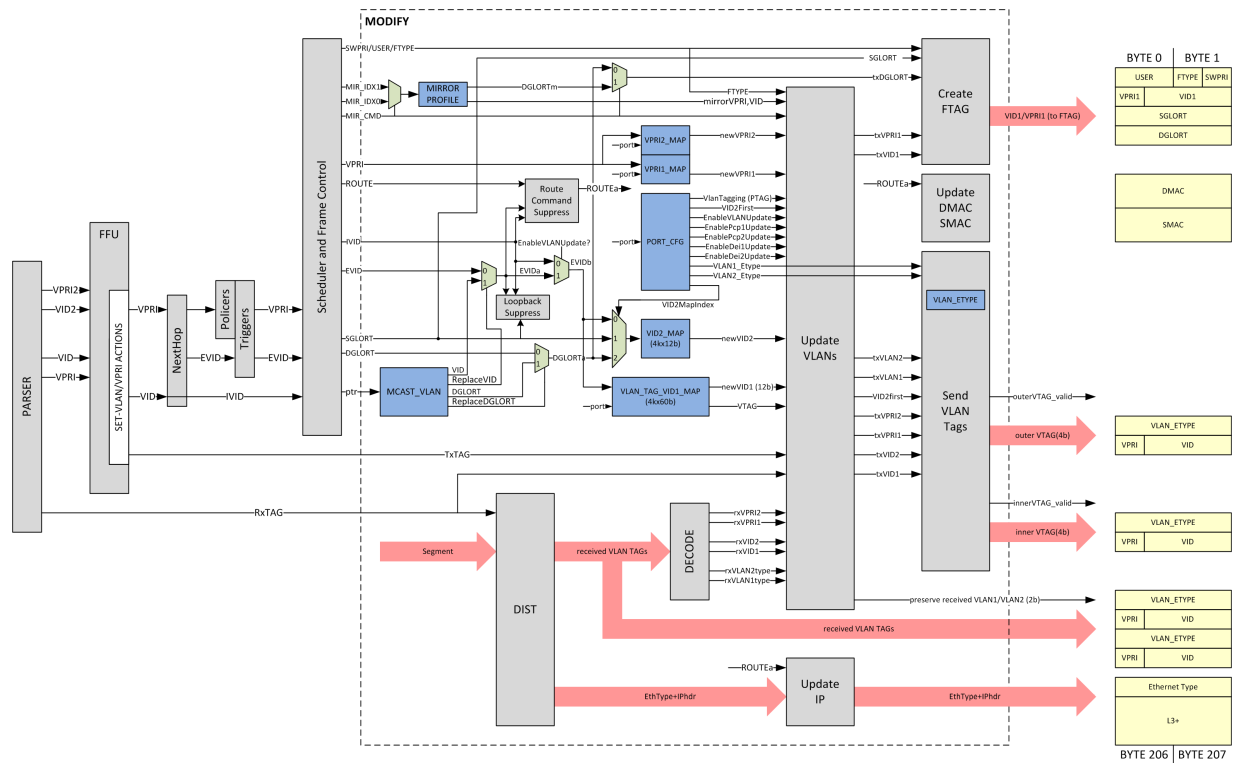 MODIFY
SWPRI/USER/FTYPE
SGLORT
txDGLORT
MIR_IDX1
MIR_IDX0
MIR_CMD
MIRROR
PROFILE
DGLORTm
0
1
FTYPE
mirrorVPRI,VID
Create
FTAG
VID1/VPRI1 (to FTAG)
BYTE 0
BYTE 1
USER
FTYPE
SWPRI
VPRI1
VID1
SGLORT
DGLORT
VPRI
VPRI2_MAP
port
newVPRI2
VPRI1_MAP
port
newVPRI1
txVPRI1
txVID1
ROUTE
Route
Command
Suppress
ROUTEa
ROUTEa
Update
DMAC
SMAC
DMAC
SMAC
PORT_CFG
port
VlanTagging (PTAG)
VID2First
EnableVLANUpdate
EnablePcp1Update
EnablePcp2Update
EnableDei1Update
EnableDei2Update
VLAN1_Etype
VLAN2_Etype
VID2MapIndex
Scheduler and Frame Control
IVID
EnableVLANUpdate?
EVID
0
1
EVIDa
0
1
EVIDb
Loopback
Suppress
VLAN_ETYPE
PARSER
FFU
SET-VLAN/VPRI ACTIONS
VPRI2
VID2
VID
VPRI
VPRI
VID
NextHop
Policers
Triggers
VPRI
EVID
EVID
IVID
SGLORT
DGLORT
0
1
DGLORTa
0
1
2
VID2_MAP
(4kx12b)
newVID2
Update
VLANs
ptr
MCAST_VLAN
VID
ReplaceVID
DGLORT
ReplaceDGLORT
VLAN_TAG_VID1_MAP
(4kx60b)
port
newVID1 (12b)
VTAG
txVLAN2
txVLAN1
VID2first
txVPRI2
txVPRI1
txVID2
txVID1
Send
VLAN
Tags
outerVTAG_valid
outer VTAG(4b)
VLAN_ETYPE
VPRI
VID
TxTAG
RxTAG
innerVTAG_valid
inner VTAG(4b)
VLAN_ETYPE
VPRI
VID
Segment
DIST
received VLAN TAGs
DECODE
rxVPRI2
rxVPRI1
rxVID2
rxVID1
rxVLAN2type
rxVLAN1type
preserve received VLAN1/VLAN2 (2b)
received VLAN TAGs
VLAN_ETYPE
VPRI
VID
VLAN_ETYPE
VPRI
VID
ROUTEa
EthType+IPhdr
Update
IP
EthType+IPhdr
Ethernet Type
L3+
BYTE 206
BYTE 207